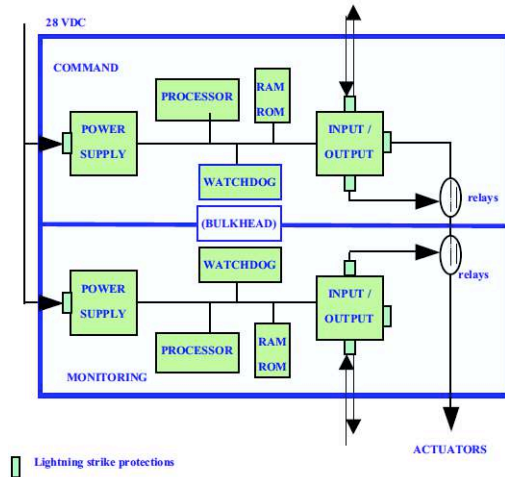 28 VDC
COMMAND
PROCESSOR
RAM
ROM
POWER
SUPPLY
INPUT /
OUTPUT
WATCHDOG
relays
(BULKHEAD)
WATCHDOG
POWER
SUPPLY
INPUT /
OUTPUT
relays
PROCESSOR
RAM
ROM
MONITORING
ACTUATORS
Lightning strike protections